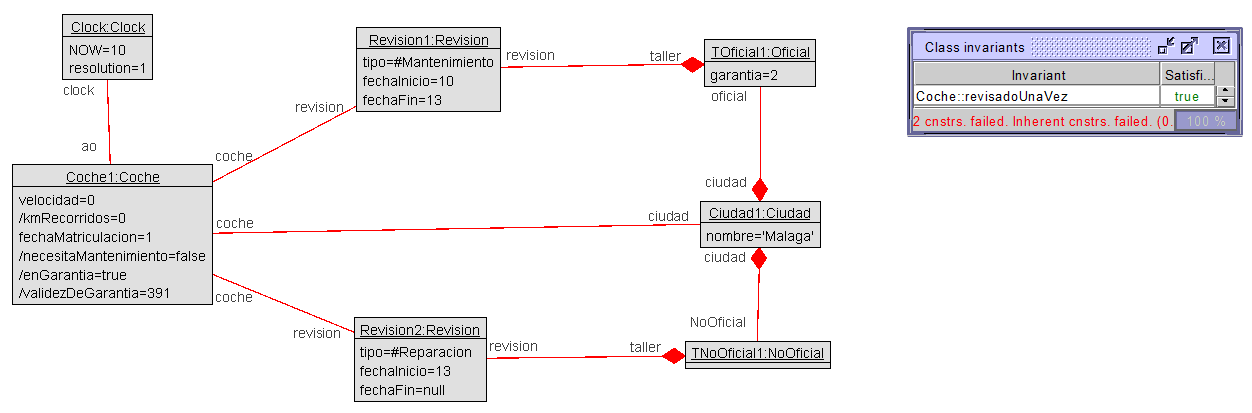 Clock:Clock
NOW=10
resolution=1
clock
ao
Coche1:Coche
velocidad=0
/kmRecorridos=0
fechaMatriculacion=1
/necesitaMantenimiento=false
/enGarantia=true
/validezDeGarantia=391
coche
coche
coche
revision
Revision1:Revision
tipo=#Mantenimiento
fechaInicio=10
fechaFin=13
revision
taller
TOficial1:Oficial
garantia=2
oficial
ciudad
ciudad
Ciudad1:Ciudad
nombre='Malaga'
ciudad
NoOficial
revision
Revision2:Revision
tipo=#Reparacion
fechaInicio=13
fechaFin=null
revision
taller
TNoOficial1:NoOficial
Class invariants
Invariant Satisfi...
Coche::revisadoUnaVez true
2 cnstrs. failed. Inherent cnstrs. failed. (0. 100 %